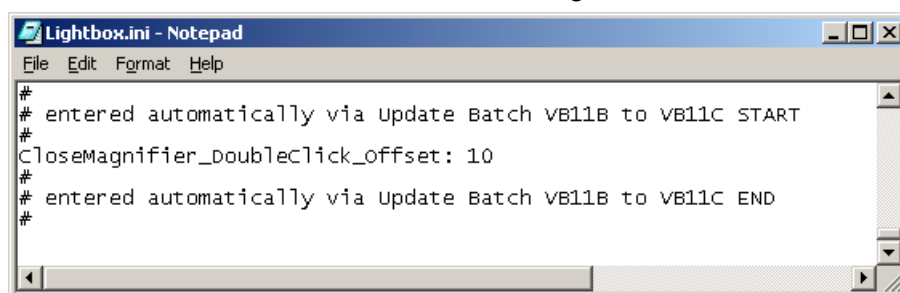 Lightbox.ini - Notepad
File Edit Format Help
#
# entered automatically via Update Batch VB11B to VB11C START
#
CloseMagnifier_DoubleClick_Offset: 10
#
# entered automatically via Update Batch VB11B to VB11C END
#